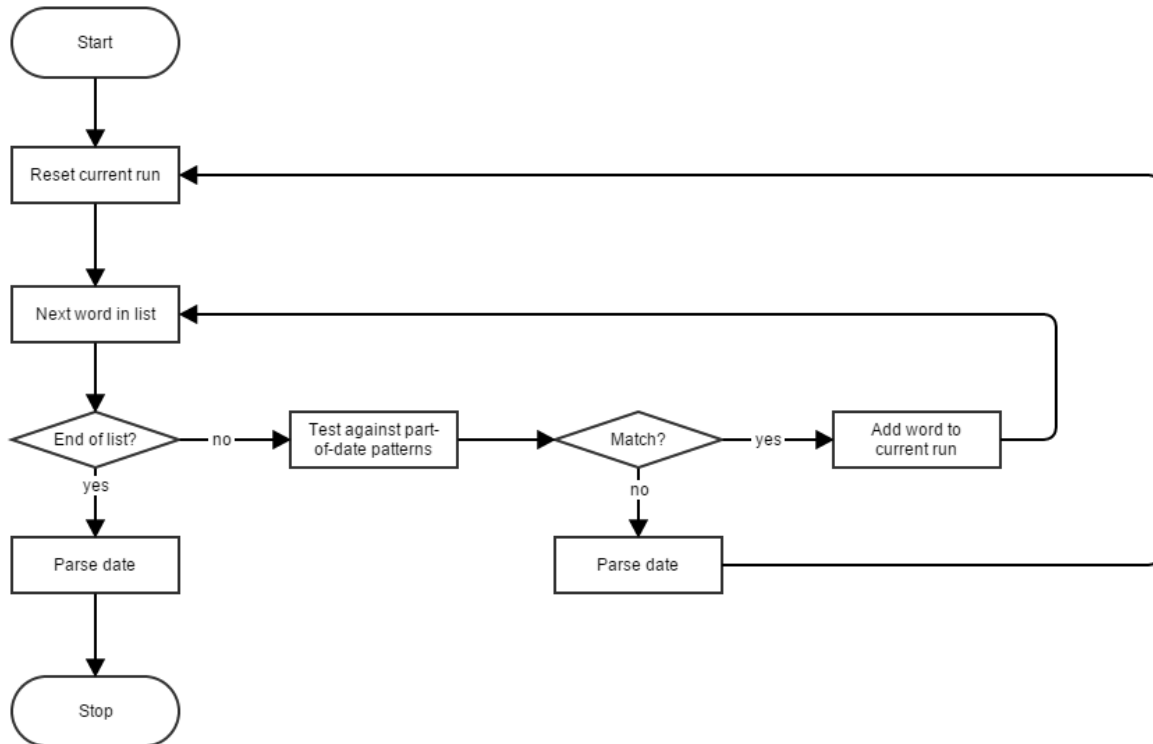 Start
Reset current run
Next word in list
End of list?
no
Test against part-
of-date patterns
Match?
yes
Add word to
current run
yes
no
Parse date
Parse date
Stop